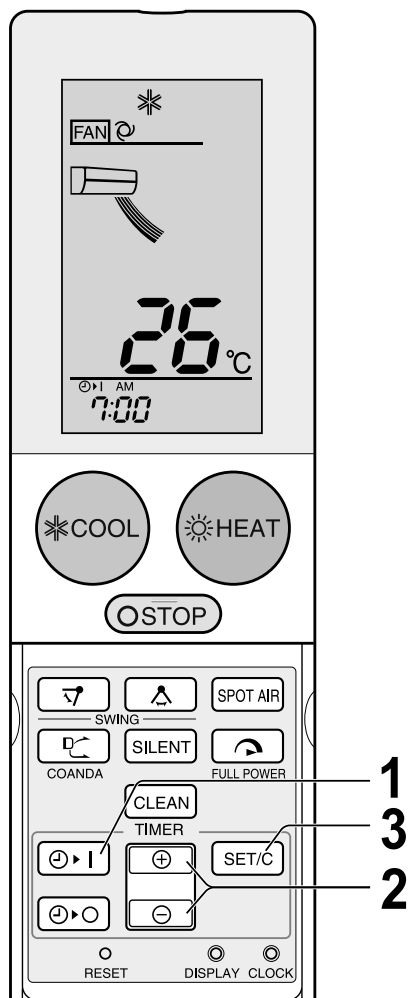 FAN
26 °C
AM
7:00
COOL
HEAT
STOP
SPOT AIR
SWING
SILENT
COANDA
FULL POWER
CLEAN
TIMER
1
SET/C
3
2
RESET
DISPLAY
CLOCK